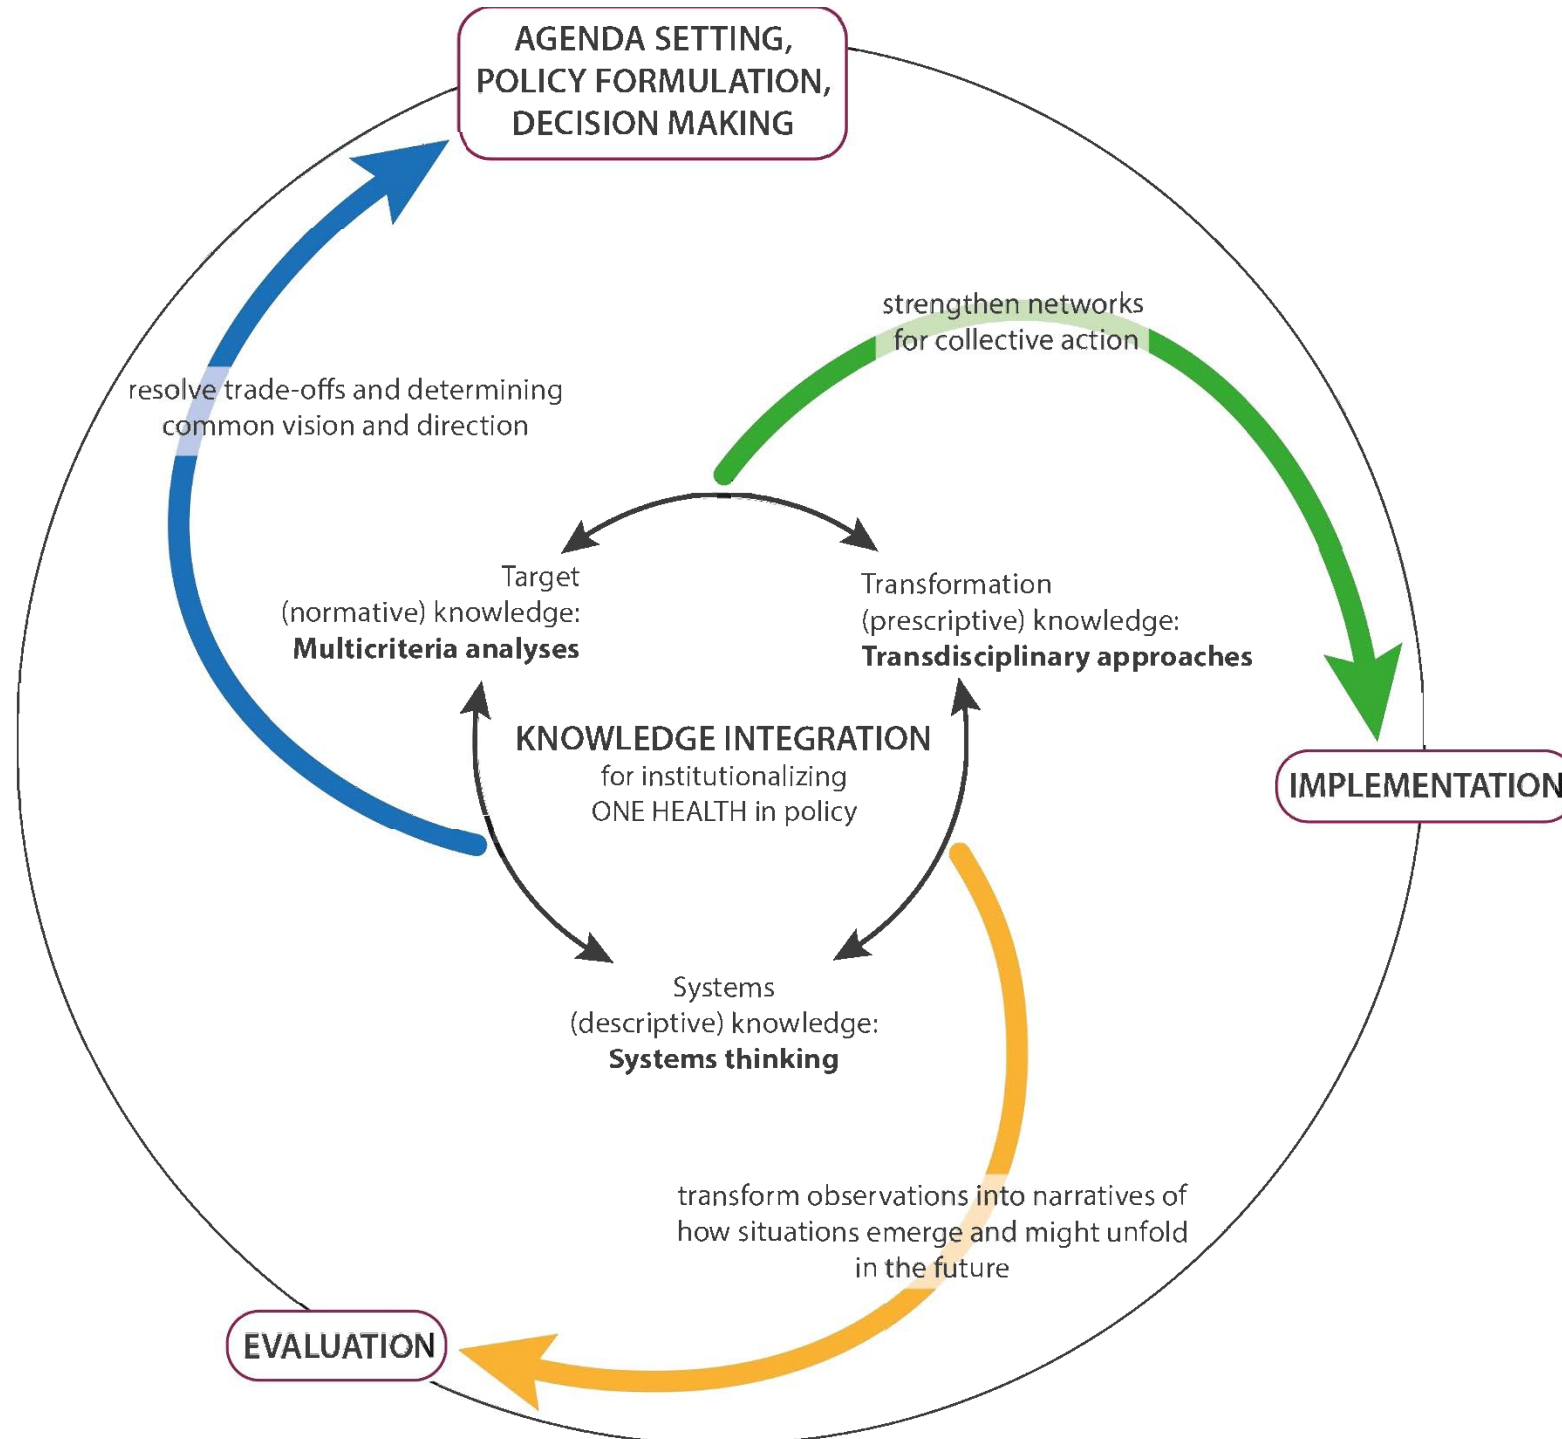 AGENDA SETTING,
POLICY FORMULATION,
DECISION MAKING
strengthen networks
for collective action
resolve trade-offs and determining
common vision and direction
Target
(normative) knowledge:
Multicriteria analyses
Transformation
(prescriptive) knowledge:
Transdisciplinary approaches
KNOWLEDGE INTEGRATION
for institutionalizing
ONE HEALTH in policy
IMPLEMENTATION
Systems
(descriptive) knowledge:
Systems thinking
transform observations into narratives of
how situations emerge and might unfold
in the future
EVALUATION